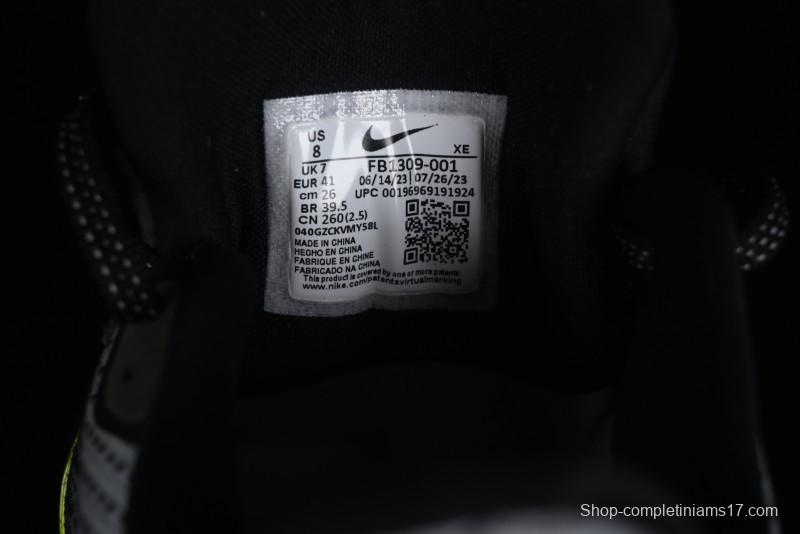 US
8
XE
UK 7
FB1309-001
EUR 41
06/14/23 07/26/23
cm 26
UPC 00196969191924
BR 39.5
CN 260(2.5)
040GZCKVMY58L
MADE IN CHINA
HECHO EN CHINA
FABRIQUE EN CHINE
FABRICADO NA CHINA
This product is covered by one or more patents:
www.nike.com/patentsvirtualmarking
Shop-completiniams17.com